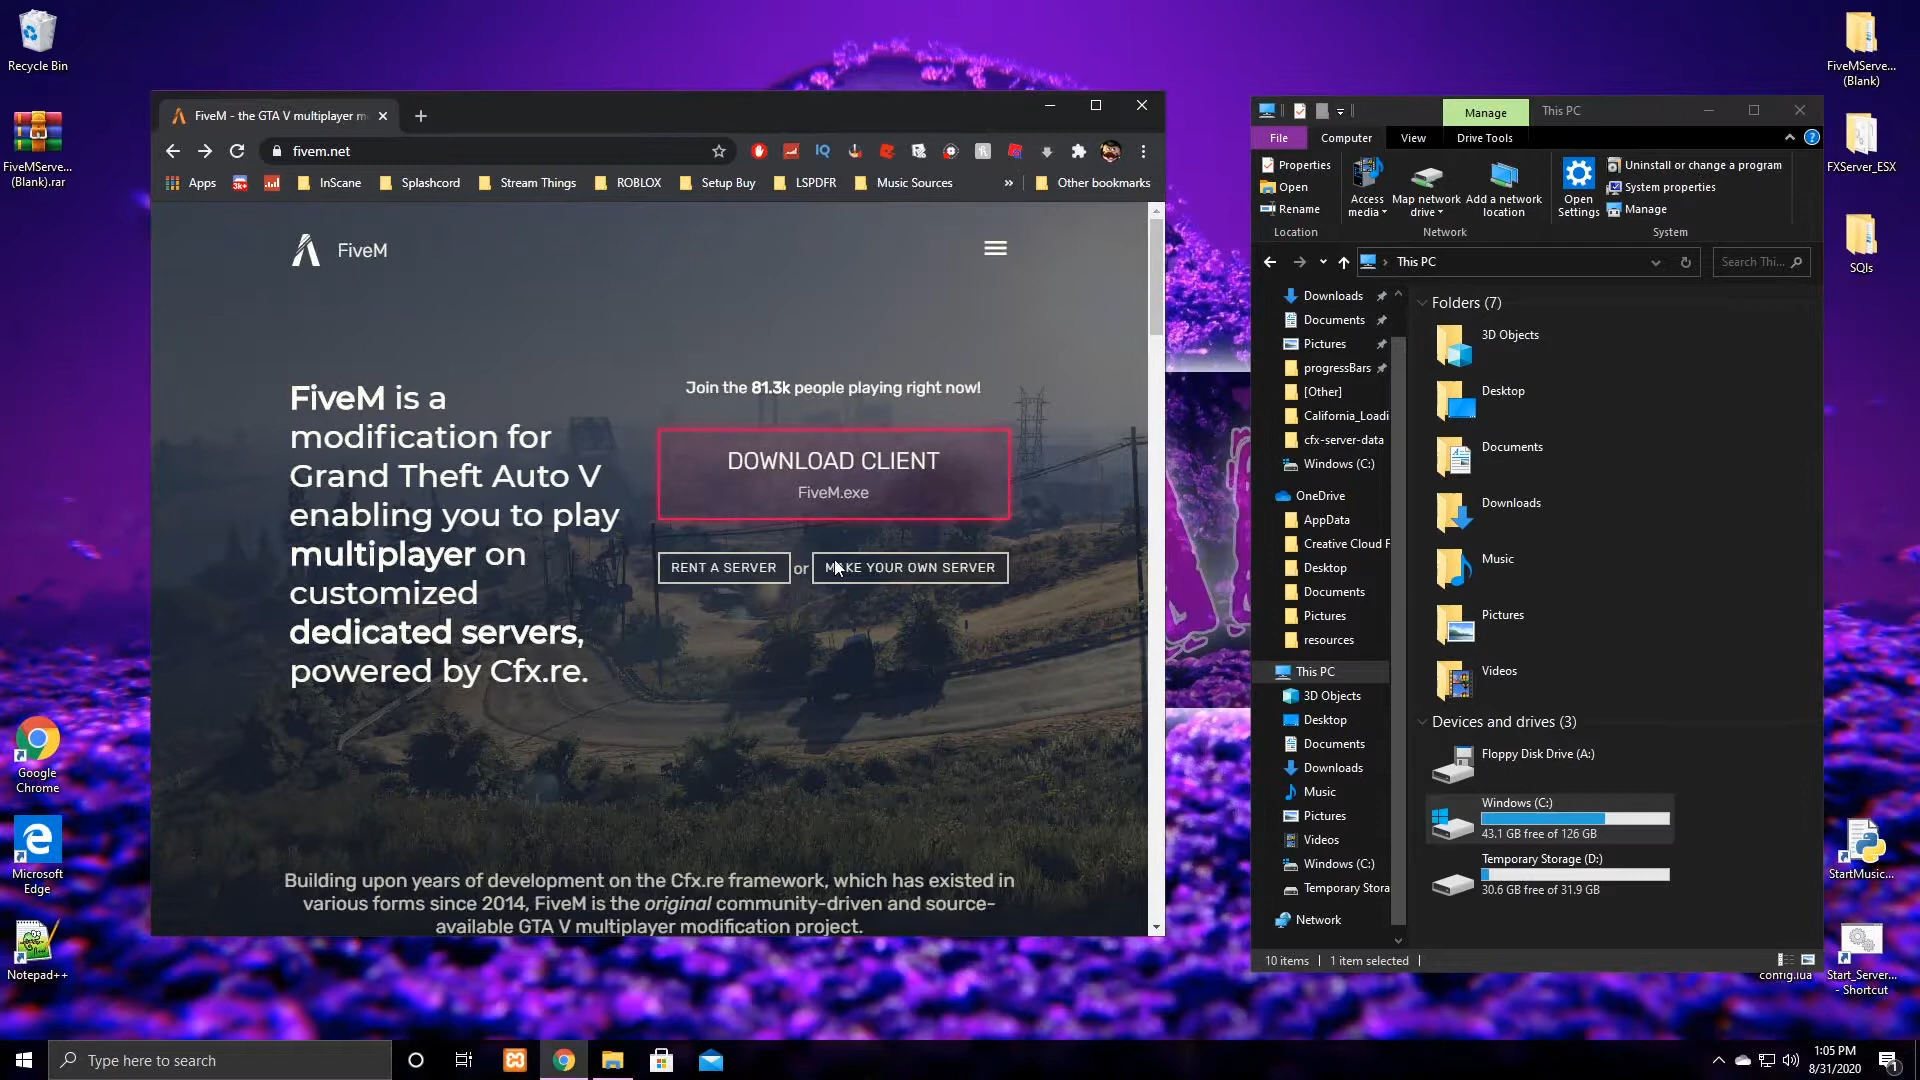 Recycle Bin
FiveMServe...
(Blank).rar
Google
Chrome
Microsoft
Edge
Notepad++
FiveM - the GTA V multiplayer m
fivem.net
Apps
3k+
InScane
Splashcord
Stream Things
ROBLOX
Setup Buy
LSPDFR
Music Sources
»
Other bookmarks
FiveM
FiveM is a
modification for
Grand Theft Auto V
enabling you to play
multiplayer on
customized
dedicated servers,
powered by Cfx.re.
Join the 81.3k people playing right now!
DOWNLOAD CLIENT
FiveM.exe
RENT A SERVER
or
MAKE YOUR OWN SERVER
Building upon years of development on the Cfx.re framework, which has existed in
various forms since 2014, FiveM is the original community-driven and source-
available GTA V multiplayer modification project.
Manage
This PC
File
Computer
View
Drive Tools
Properties
Open
Rename
Location
Access
media
Map network
drive
Add a network
location
Network
Open
Settings
Uninstall or change a program
System properties
Manage
System
This PC
Search Thi...
Downloads
Documents
Pictures
progressBars
[Other]
California_Loadi
cfx-server-data
Windows (C:)
OneDrive
AppData
Creative Cloud F
Desktop
Documents
Pictures
resources
This PC
3D Objects
Desktop
Documents
Downloads
Music
Pictures
Videos
Windows (C:)
Temporary Stora
Network
Folders (7)
3D Objects
Desktop
Documents
Downloads
Music
Pictures
Videos
Devices and drives (3)
Floppy Disk Drive (A:)
Windows (C:)
43.1 GB free of 126 GB
Temporary Storage (D:)
30.6 GB free of 31.9 GB
10 items
1 item selected
FiveMServe...
(Blank)
FXServer_ESX
SQls
StartMusic...
config.lua
Start_Server...
- Shortcut
Type here to search
1:05 PM
8/31/2020
1